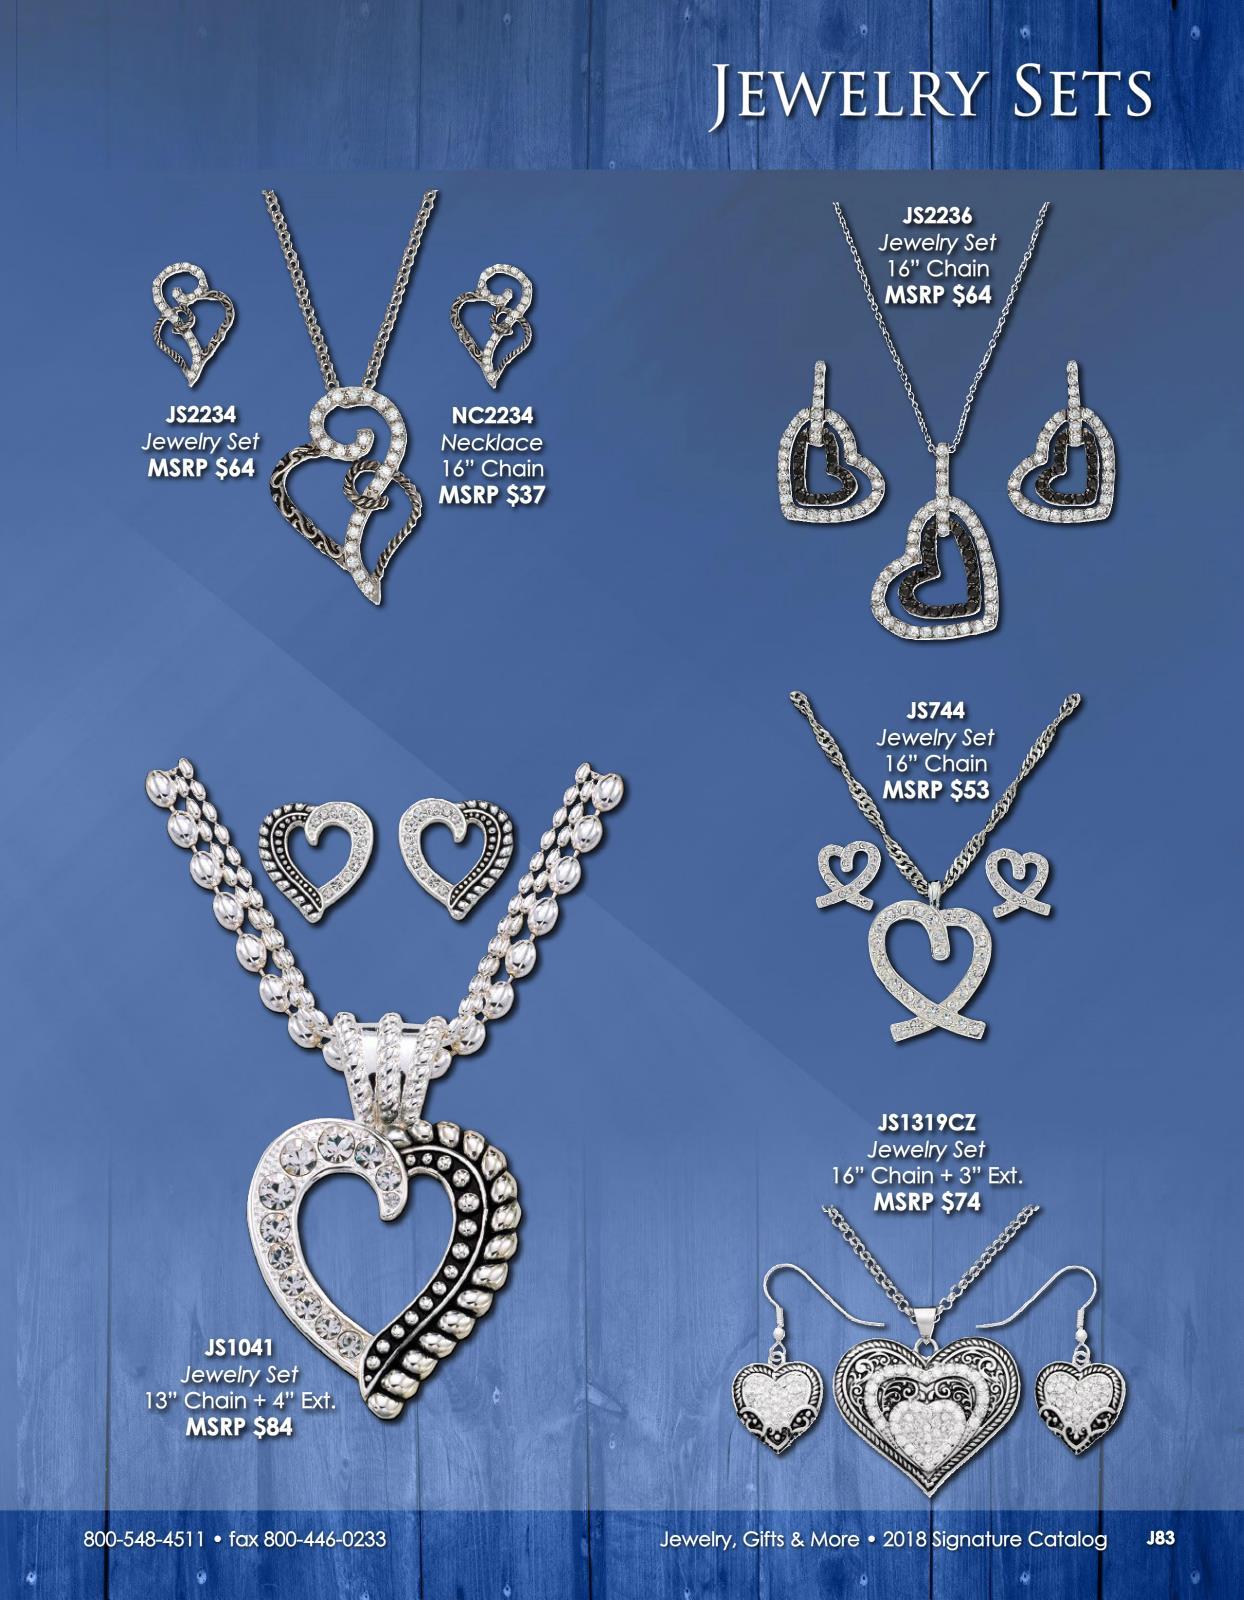 Jewelry Sets
JS2234
Jewelry Set
MSRP $64
NC2234
Necklace
16” Chain
MSRP $37
JS2236
Jewelry Set
16” Chain
MSRP $64
JS744
Jewelry Set
16” Chain
MSRP $53
JS1041
Jewelry Set
13” Chain + 4” Ext.
MSRP $84
JS1319CZ
Jewelry Set
16” Chain + 3” Ext.
MSRP $74
800-548-4511 • fax 800-446-0233
Jewelry, Gifts & More • 2018 Signature Catalog J83